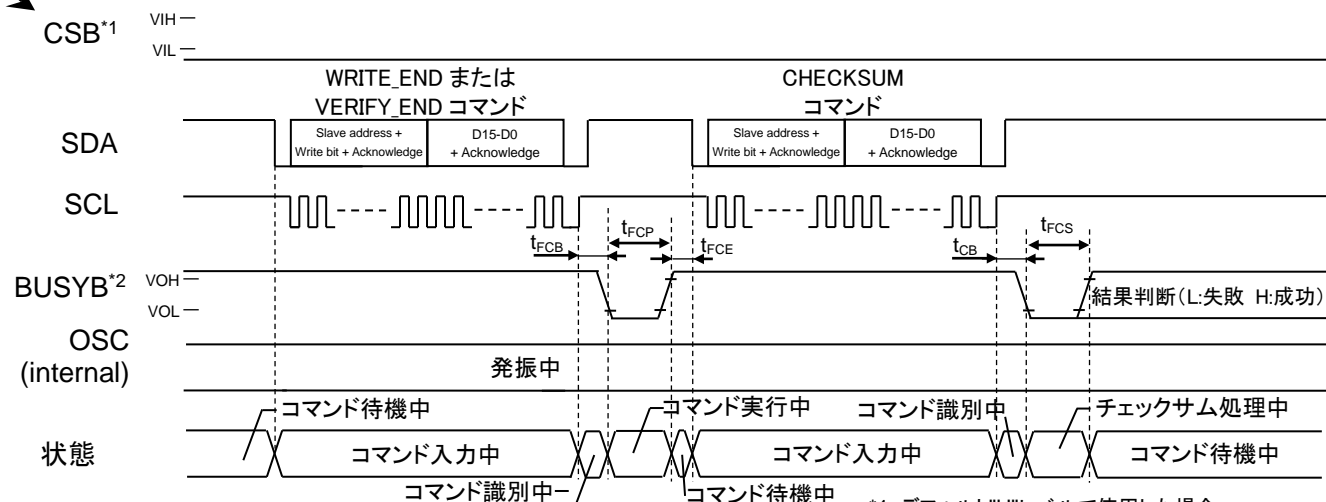 CSB*1
VIH
VIL
WRITE_END または
VERIFY_END コマンド
CHECKSUM
コマンド
SDA
Slave address +
Write bit + Acknowledge
D15-D0
+ Acknowledge
Slave address +
Write bit + Acknowledge
D15-D0
+ Acknowledge
SCL
tFCB
tFCP
tFCE
tCB
tFCS
BUSYB*2
VOH
VOL
結果判断(L:失敗 H:成功)
OSC
(internal)
発振中
コマンド待機中
コマンド実行中
コマンド識別中
チェックサム処理中
状態
コマンド入力中
コマンド入力中
コマンド待機中
コマンド識別中
コマンド待機中